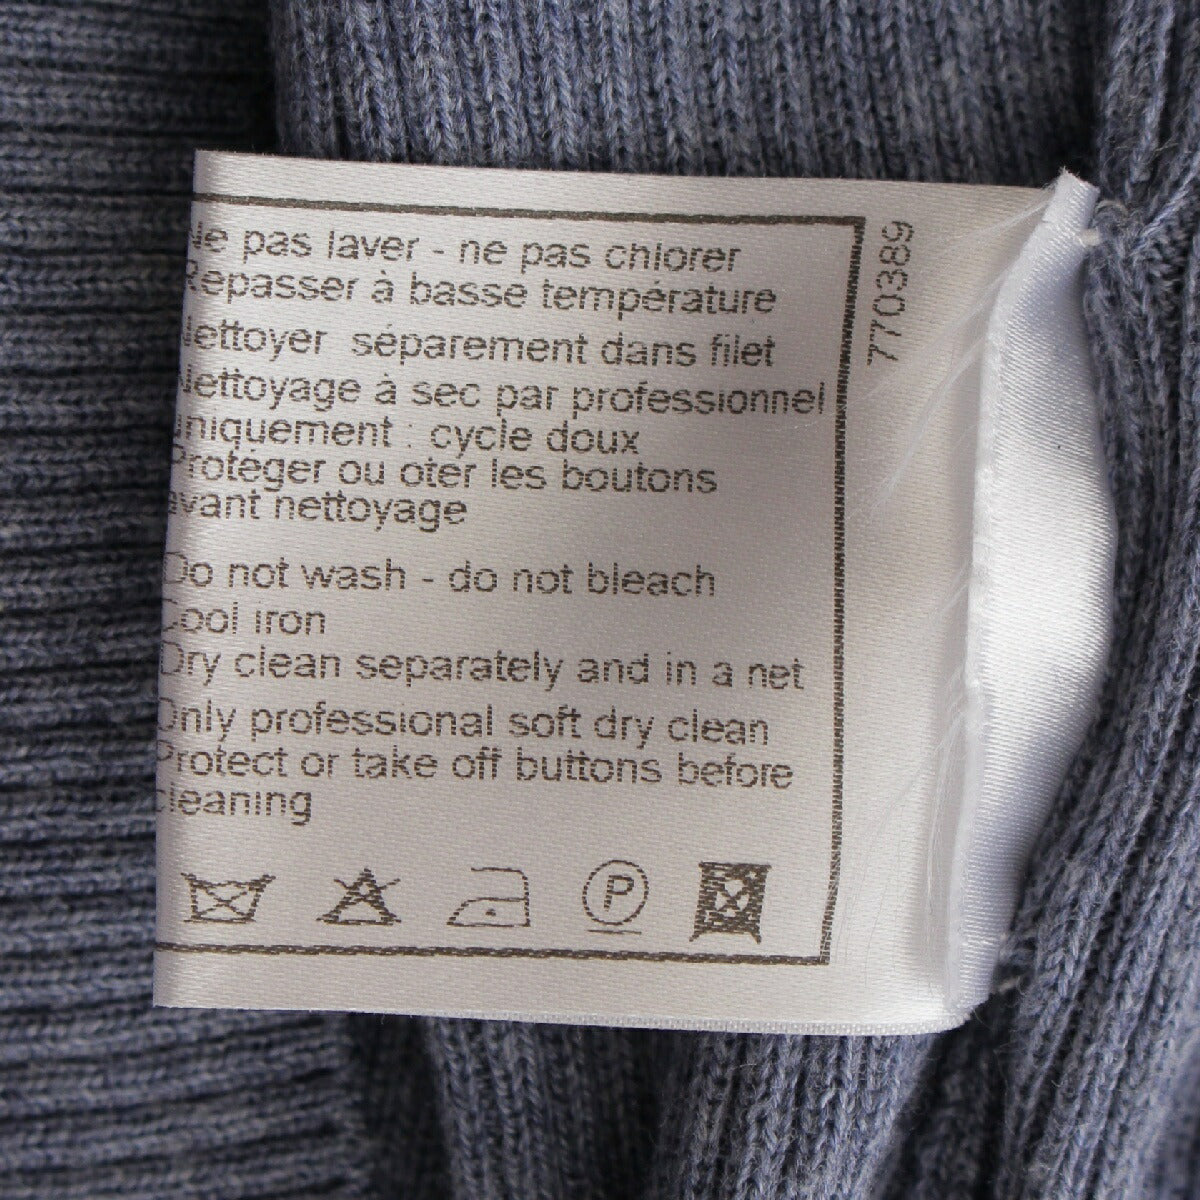 Ne pas laver - ne pas chlorer
Repasser à basse température
Nettoyer séparement dans filet
Nettoyage à sec par professionnel
uniquement : cycle doux
Protéger ou oter les boutons
avant nettoyage
Do not wash - do not bleach
Cool iron
Dry clean separately and in a net
Only professional soft dry clean
Protect or take off buttons before
cleaning
P
770389